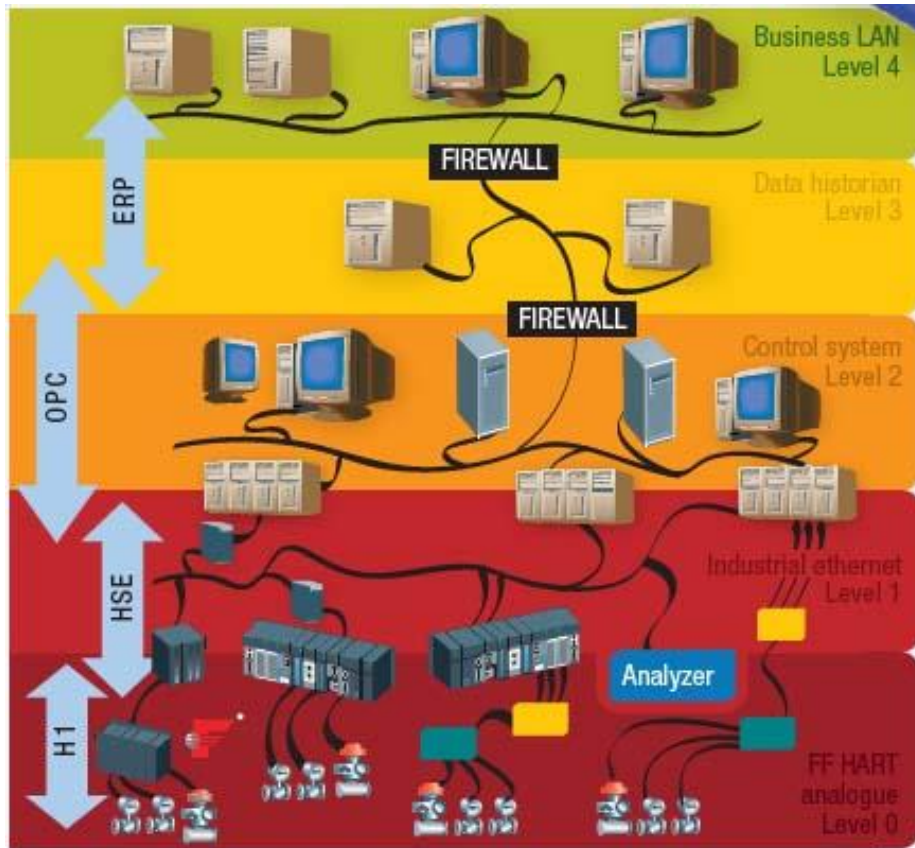 Business LAN
Level 4
FIREWALL
ERP
Data historian
Level 3
FIREWALL
OPC
Control system
Level 2
HSE
Industrial ethernet
Level 1
Analyzer
H1
FF HART
analogue
Level 0